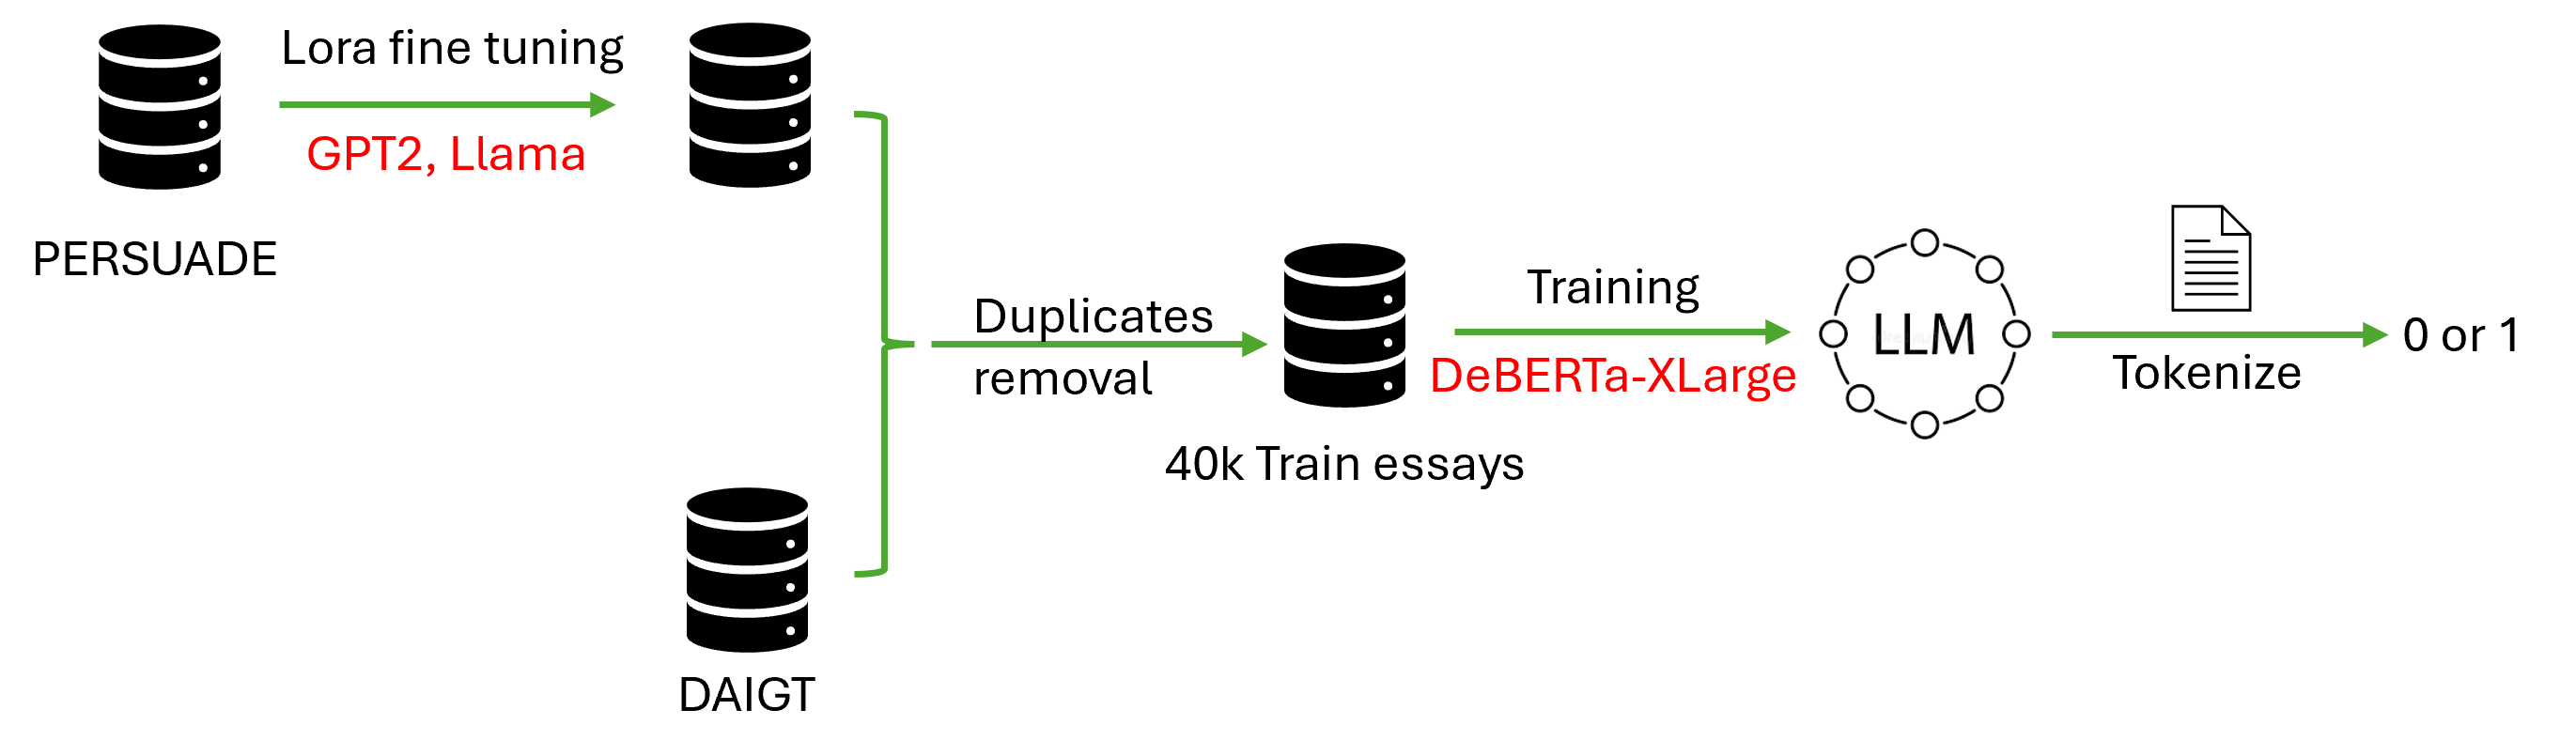 Lora fine tuning
GPT2, Llama
PERSUADE
DAIGT
Duplicates
removal
40k Train essays
Training
DeBERTa-XLarge
LLM
Tokenize
0 or 1